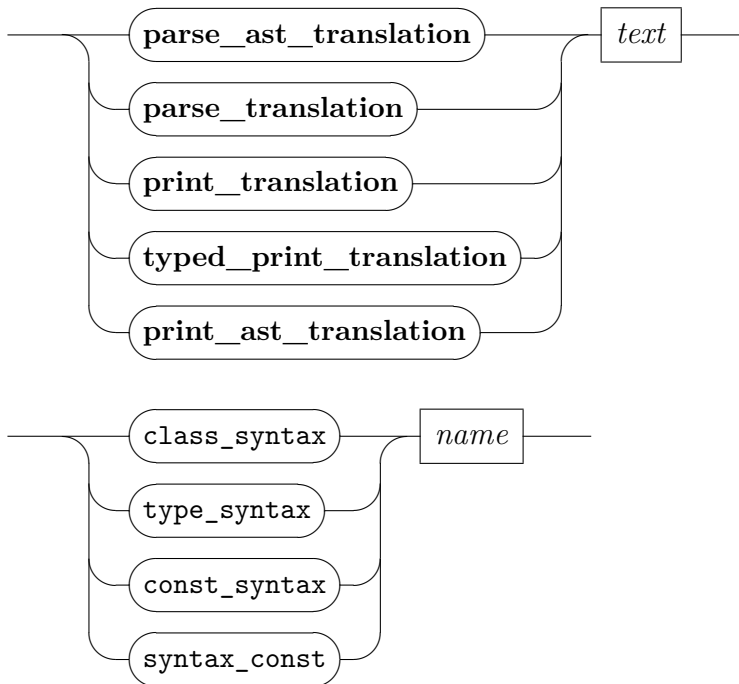 parse_ast_translation text
parse_translation
print_translation
typed_print_translation
print_ast_translation
class_syntax name
type_syntax
const_syntax
syntax_const